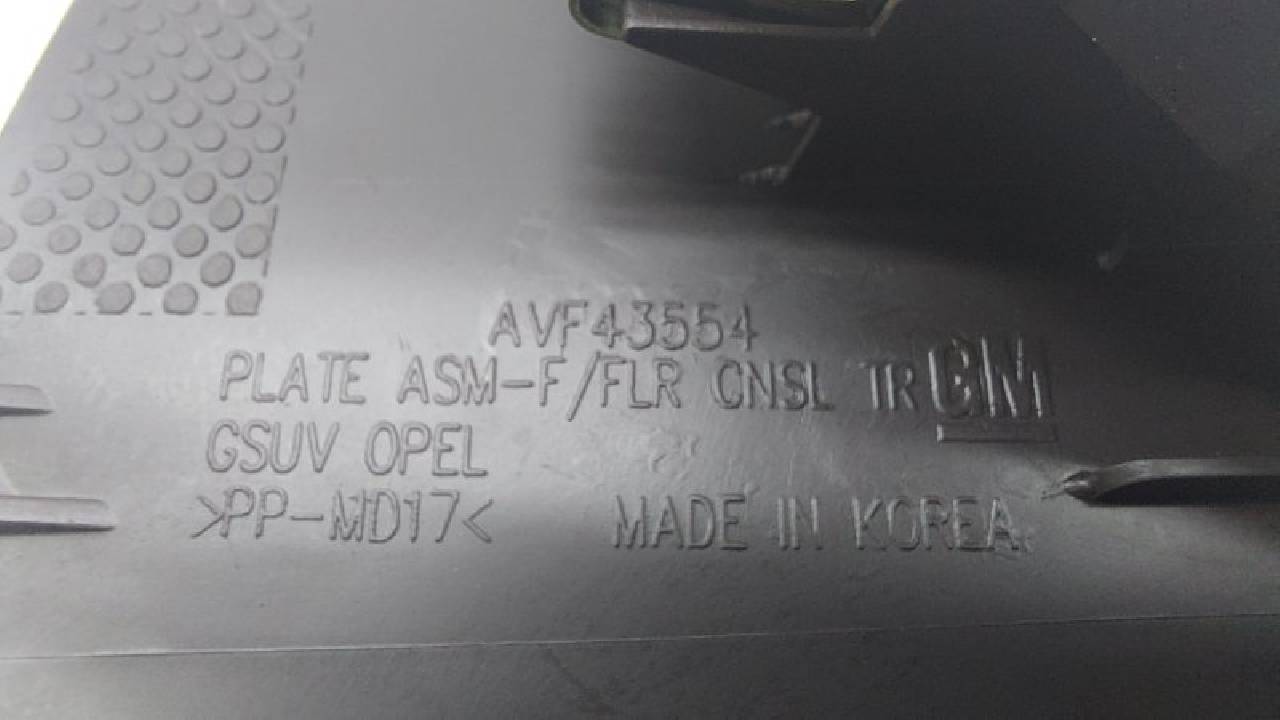 AVF43554
PLATE ASM-F/FLR CNSL TR GM
GSUV OPEL
>PP-MD17< MADE IN KOREA